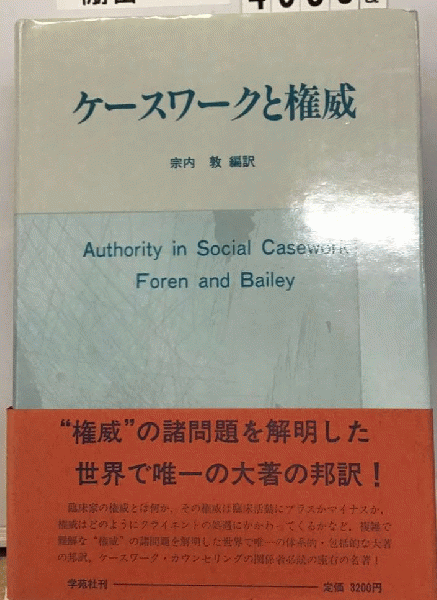 ケースワークと権威
宗内 敦 編訳
Authority in Social Casework
Foren and Bailey
“権威”の諸問題を解明した
世界で唯一の大著の邦訳！
臨床家の権威とは何か、その権威は臨床活動にプラスかマイナスか、
権威はどのようにクライエントの処遇にかかわってくるかなど、複雑で
難解な“権威”の諸問題を解明した世界で唯一の体系的・包括的な大著
の邦訳。ケースワーク・カウンセリングの関係者必読の座右の名著！
学苑社刊
定価 3200円